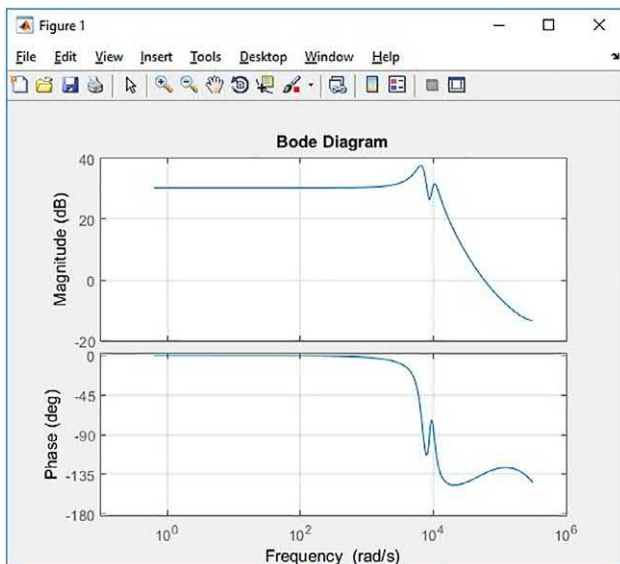 Figure 1
File Edit View Insert Tools Desktop Window Help
Bode Diagram
Magnitude (dB)
40
20
0
-20
Phase (deg)
0
-45
-90
-135
-180
10^0 10^2 10^4 10^6
Frequency (rad/s)